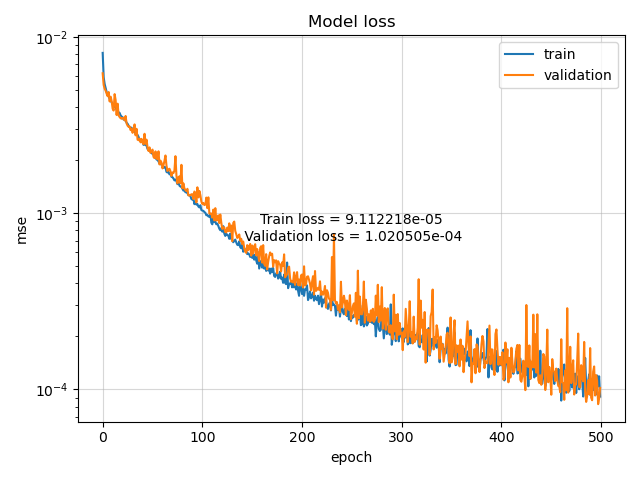 Model loss
train
validation
Train loss = 9.112218e-05
Validation loss = 1.020505e-04
mse
10⁻²
10⁻³
10⁻⁴
0 100 200 300 400 500
epoch